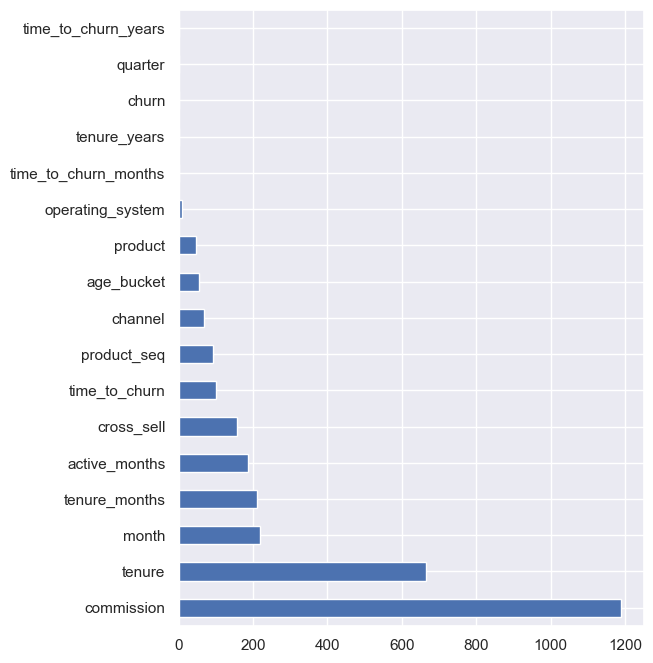 time_to_churn_years
quarter
churn
tenure_years
time_to_churn_months
operating_system
product
age_bucket
channel
product_seq
time_to_churn
cross_sell
active_months
tenure_months
month
tenure
commission
0 200 400 600 800 1000 1200